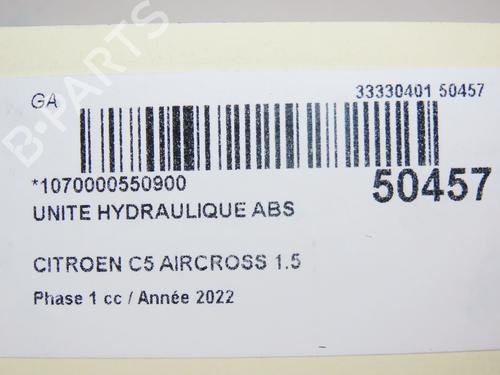 B-PARTS
GA
33330401 50457
*1070000550900
50457
UNITE HYDRAULIQUE ABS
CITROEN C5 AIRCROSS 1.5
Phase 1 cc / Année 2022